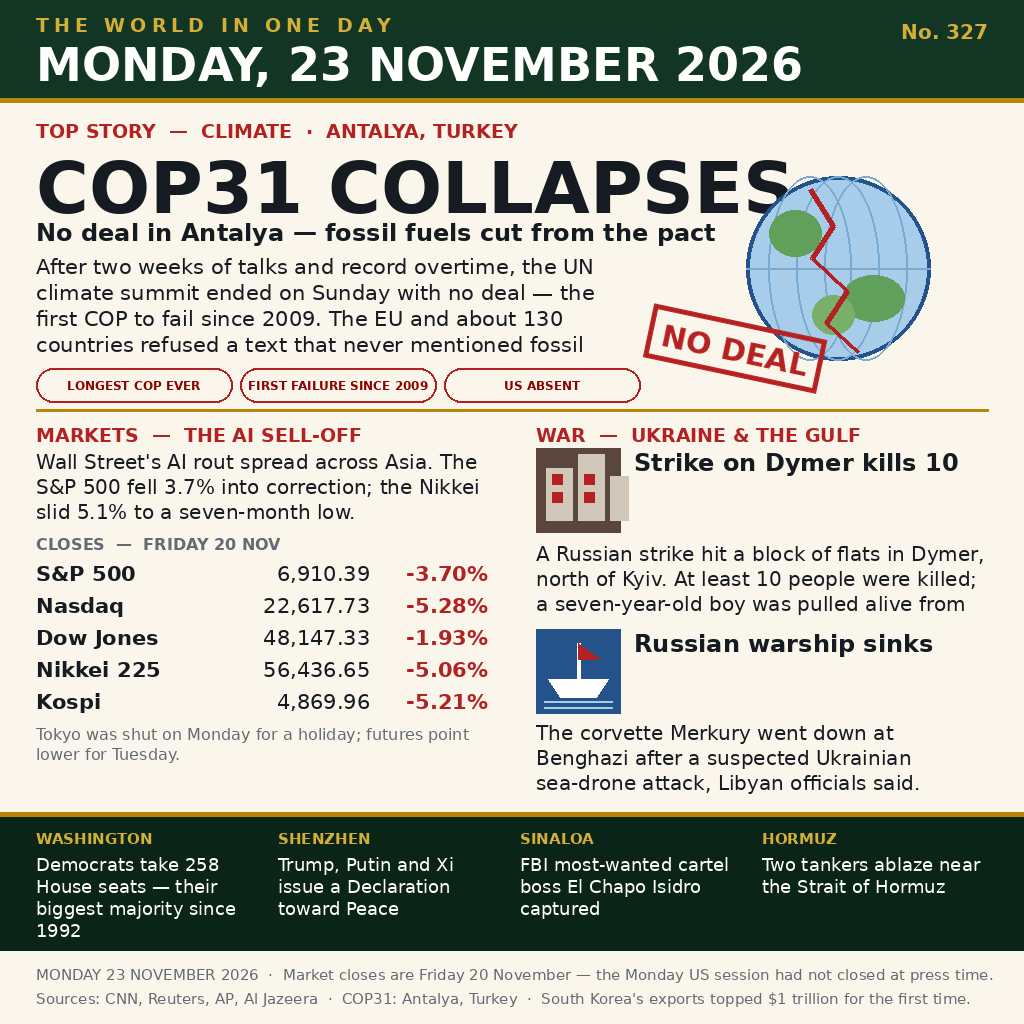 THE WORLD IN ONE DAY
No. 327
MONDAY, 23 NOVEMBER 2026
TOP STORY — CLIMATE · ANTALYA, TURKEY
COP31 COLLAPSES
No deal in Antalya — fossil fuels cut from the pact
After two weeks of talks and record overtime, the UN
climate summit ended on Sunday with no deal — the
first COP to fail since 2009. The EU and about 130
countries refused a text that never mentioned fossil
NO DEAL
LONGEST COP EVER
FIRST FAILURE SINCE 2009
US ABSENT
MARKETS — THE AI SELL-OFF
Wall Street's AI rout spread across Asia. The
S&P 500 fell 3.7% into correction; the Nikkei
slid 5.1% to a seven-month low.
CLOSES — FRIDAY 20 NOV
S&P 500 6,910.39 -3.70%
Nasdaq 22,617.73 -5.28%
Dow Jones 48,147.33 -1.93%
Nikkei 225 56,436.65 -5.06%
Kospi 4,869.96 -5.21%
Tokyo was shut on Monday for a holiday; futures point
lower for Tuesday.
WAR — UKRAINE & THE GULF
Strike on Dymer kills 10
A Russian strike hit a block of flats in Dymer,
north of Kyiv. At least 10 people were killed;
a seven-year-old boy was pulled alive from
Russian warship sinks
The corvette Merkury went down at
Benghazi after a suspected Ukrainian
sea-drone attack, Libyan officials said.
WASHINGTON
Democrats take 258
House seats — their
biggest majority since
1992
SHENZHEN
Trump, Putin and Xi
issue a Declaration
toward Peace
SINALOA
FBI most-wanted cartel
boss El Chapo Isidro
captured
HORMUZ
Two tankers ablaze near
the Strait of Hormuz
MONDAY 23 NOVEMBER 2026 · Market closes are Friday 20 November — the Monday US session had not closed at press time.
Sources: CNN, Reuters, AP, Al Jazeera · COP31: Antalya, Turkey · South Korea's exports topped $1 trillion for the first time.